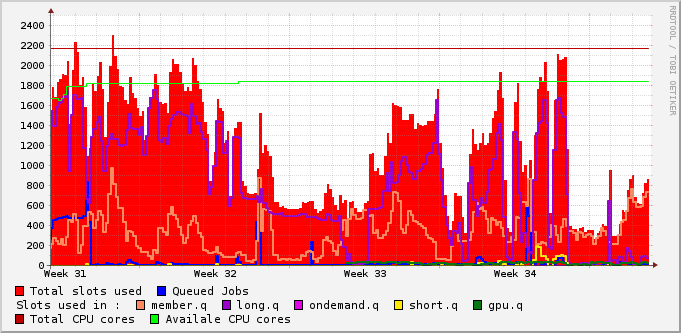 2400
2200
2000
1800
1600
1400
1200
1000
800
600
400
200
0
Week 31 Week 32 Week 33 Week 34
RRDTOOL / TOBI OETIKER
Total slots used Queued Jobs
Slots used in : member.q long.q ondemand.q short.q gpu.q
Total CPU cores Availale CPU cores